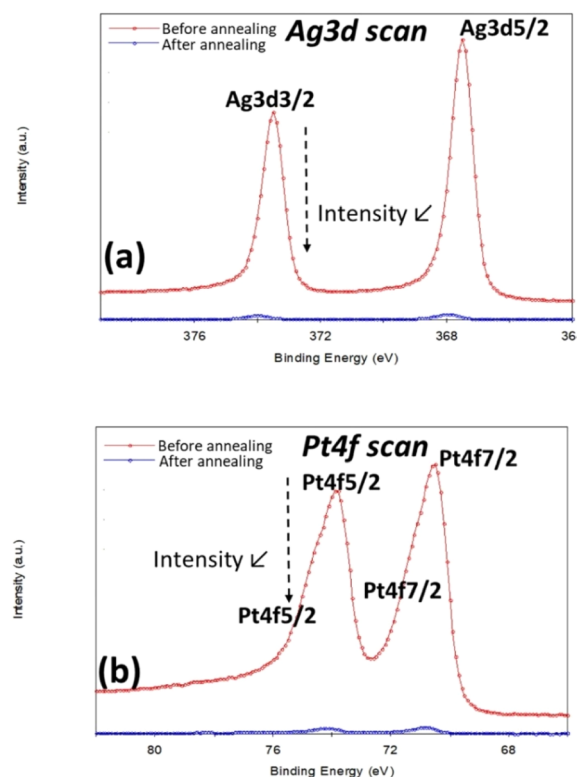 Before annealing
After annealing
Ag3d scan
Ag3d5/2
Ag3d3/2
Intensity ↙
(a)
Intensity (a.u.)
376 372 368 36
Binding Energy (eV)
Before annealing
After annealing
Pt4f scan
Pt4f7/2
Pt4f5/2
Intensity ↙
Pt4f7/2
Pt4f5/2
(b)
Intensity (a.u.)
80 76 72 68
Binding Energy (eV)